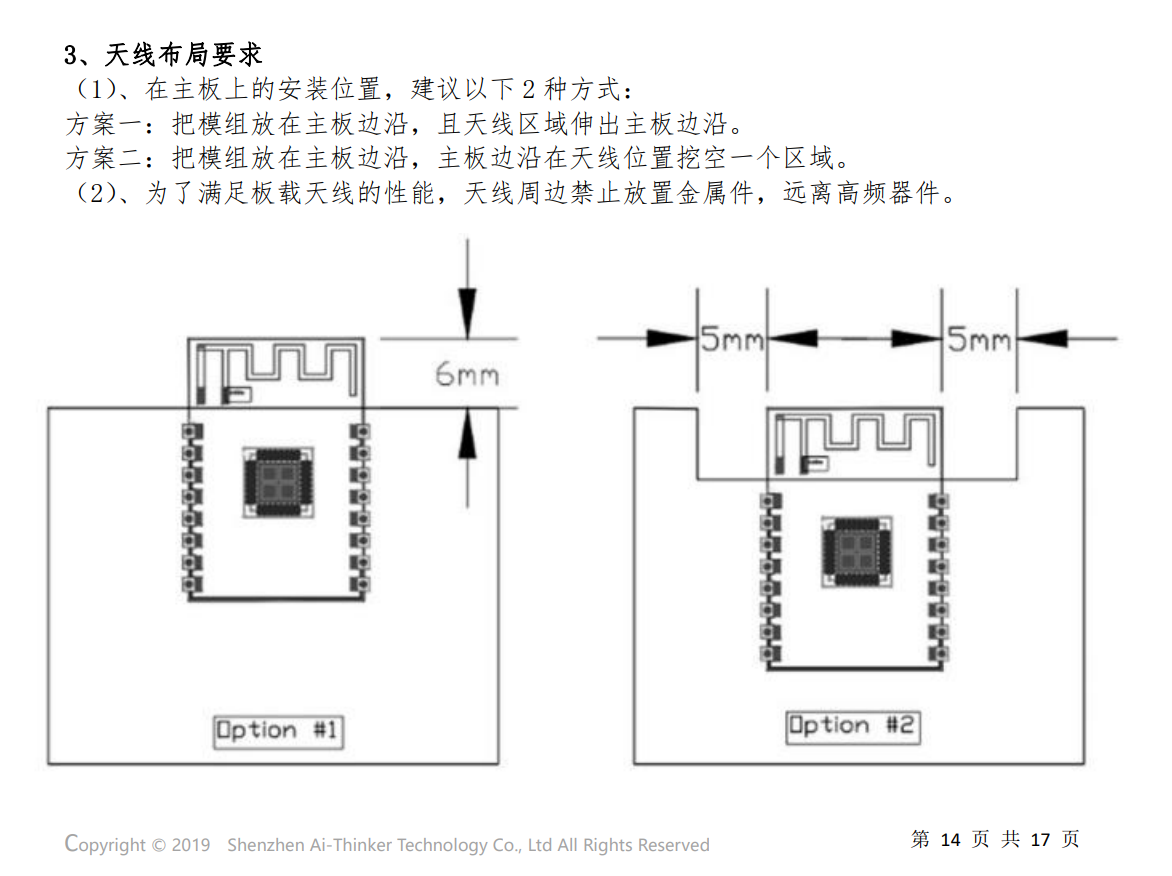 3、天线布局要求
（1）、在主板上的安装位置，建议以下 2 种方式：
方案一：把模组放在主板边沿，且天线区域伸出主板边沿。
方案二：把模组放在主板边沿，主板边沿在天线位置挖空一个区域。
（2）、为了满足板载天线的性能，天线周边禁止放置金属件，远离高频器件。
5mm
5mm
6mm
Option #1
Option #2
Copyright © 2019 Shenzhen Ai-Thinker Technology Co., Ltd All Rights Reserved
第 14 页 共 17 页